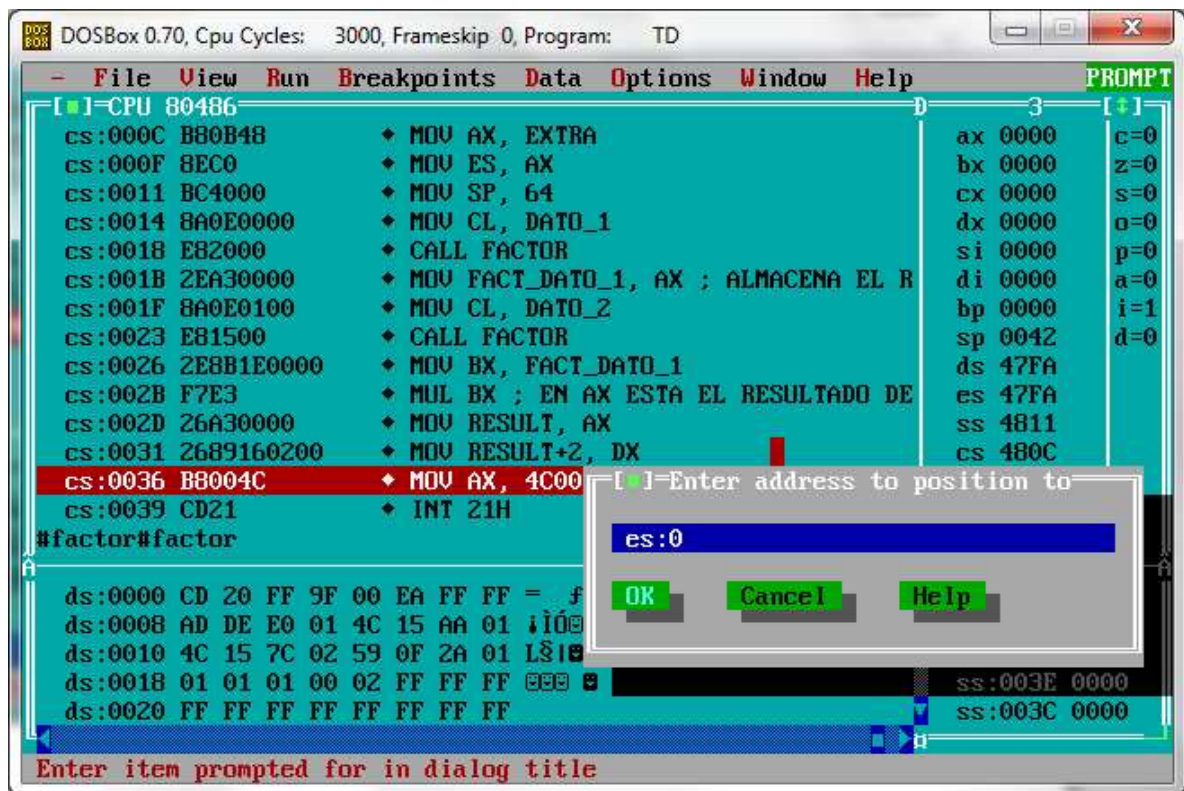 DOSBox 0.70, Cpu Cycles: 3000, Frameskip 0, Program: TD
File View Run Breakpoints Data Options Window Help PROMPT
[■]=CPU 80486 D 3 [↕]
cs:000C B80B48 ♦ MOV AX, EXTRA ax 0000 c=0
cs:000F 8EC0 ♦ MOV ES, AX bx 0000 z=0
cs:0011 BC4000 ♦ MOV SP, 64 cx 0000 s=0
cs:0014 8A0E0000 ♦ MOV CL, DATO_1 dx 0000 o=0
cs:0018 E82000 ♦ CALL FACTOR si 0000 p=0
cs:001B 2EA30000 ♦ MOV FACT_DATO_1, AX ; ALMACENA EL R di 0000 a=0
cs:001F 8A0E0100 ♦ MOV CL, DATO_2 bp 0000 i=1
cs:0023 E81500 ♦ CALL FACTOR sp 0042 d=0
cs:0026 2E8B1E0000 ♦ MOV BX, FACT_DATO_1 ds 47FA
cs:002B F7E3 ♦ MUL BX ; EN AX ESTA EL RESULTADO DE es 47FA
cs:002D 26A30000 ♦ MOV RESULT, AX ss 4811
cs:0031 2689160200 ♦ MOV RESULT+2, DX cs 480C
cs:0036 B8004C ♦ MOV AX, 4C00
cs:0039 CD21 ♦ INT 21H
#factor#factor
[■]=Enter address to position to
es:0
OK Cancel Help
ds:0000 CD 20 FF 9F 00 EA FF FF = ƒ
ds:0008 AD DE E0 01 4C 15 AA 01
ds:0010 4C 15 7C 02 59 0F 2A 01
ds:0018 01 01 01 00 02 FF FF FF ss:003E 0000
ds:0020 FF FF FF FF FF FF FF FF ss:003C 0000
Enter item prompted for in dialog title